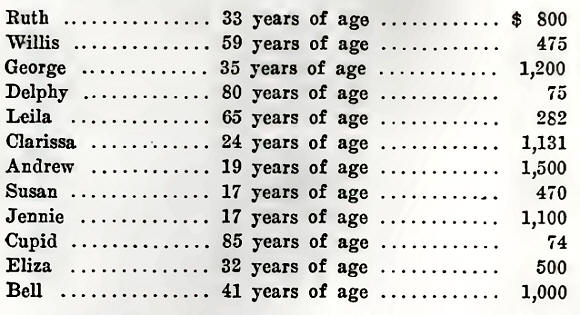 Ruth .............. 33 years of age ............ $ 800
Willis ............. 59 years of age ............ 475
George ............ 35 years of age ............ 1,200
Delphy ............ 80 years of age ............ 75
Leila ............. 65 years of age ............ 282
Clarissa ........... 24 years of age ............ 1,131
Andrew ............ 19 years of age ............ 1,500
Susan ............. 17 years of age ............ 470
Jennie ............. 17 years of age ............ 1,100
Cupid ............. 85 years of age ............ 74
Eliza ............. 32 years of age ............ 500
Bell .............. 41 years of age ............ 1,000